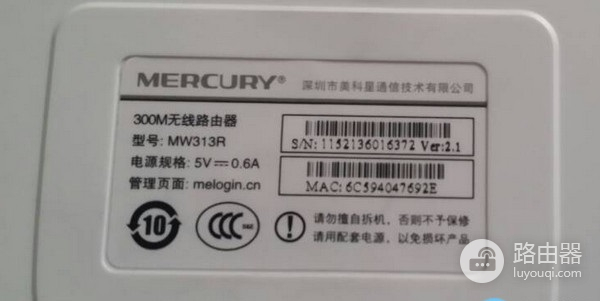 MERCURY® 深圳市美科星通信技术有限公司
300M无线路由器
型号: MW313R
S/N: 1152136016372 Ver:2.1
电源规格: 5V⎓0.6A
管理页面: melogin.cn
MAC: 6C594047692E
10
CCC
请勿擅自拆机，否则不予保修
请用配套电源，以免损坏产品
路由器
luyouqi.com